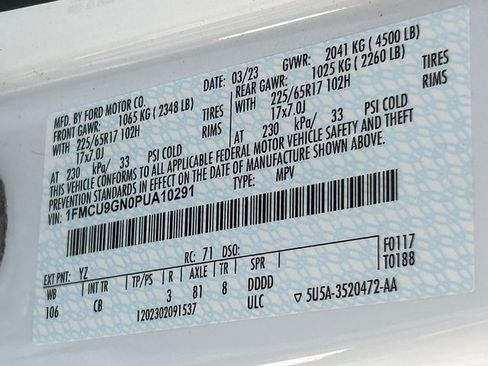 MFD. BY FORD MOTOR CO.
DATE: 03/23 GVWR: 2041 KG ( 4500 LB)
FRONT GAWR: 1065 KG ( 2348 LB) REAR GAWR: 1025 KG ( 2260 LB)
WITH 225/65R17 102H TIRES WITH 225/65R17 102H TIRES
17x7.0J RIMS 17x7.0J RIMS
AT 230 kPa/ 33 PSI COLD AT 230 kPa/ 33 PSI COLD
THIS VEHICLE CONFORMS TO ALL APPLICABLE FEDERAL MOTOR VEHICLE SAFETY AND THEFT
PREVENTION STANDARDS IN EFFECT ON THE DATE OF MANUFACTURE SHOWN ABOVE.
VIN: 1FMCU9GN0PUA10291 TYPE: MPV
EXT PNT: YZ RC: 71 DSO: F0117
WB INT TR TP/PS R AXLE TR SPR T0188
106 CB 3 81 8 DDDD
1202302091537 ULC ▽ 5U5A-3520472-AA